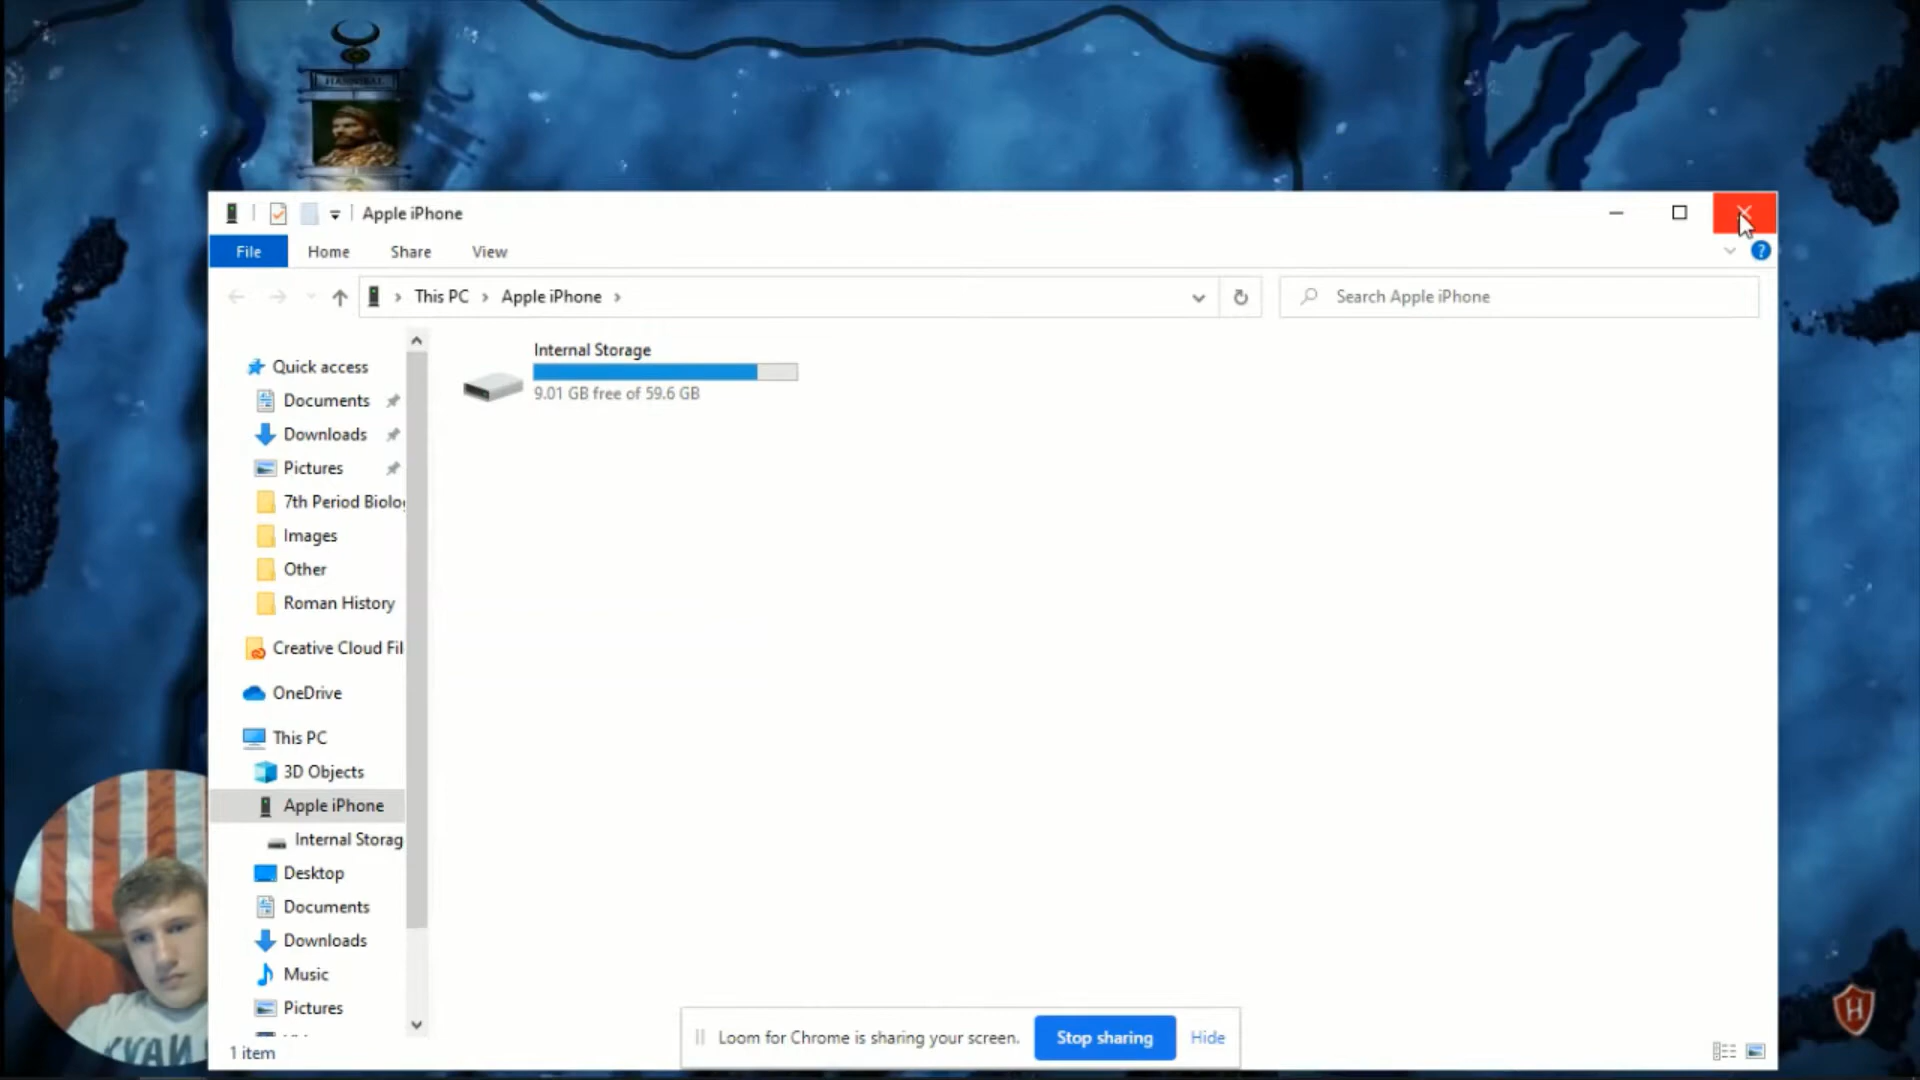 HANNIBAL
Apple iPhone
File Home Share View
This PC Apple iPhone
Search Apple iPhone
Quick access
Documents
Downloads
Pictures
7th Period Biolog
Images
Other
Roman History
Creative Cloud Fil
OneDrive
This PC
3D Objects
Apple iPhone
Internal Storag
Desktop
Documents
Downloads
Music
Pictures
Internal Storage
9.01 GB free of 59.6 GB
Loom for Chrome is sharing your screen. Stop sharing Hide
1 item
H